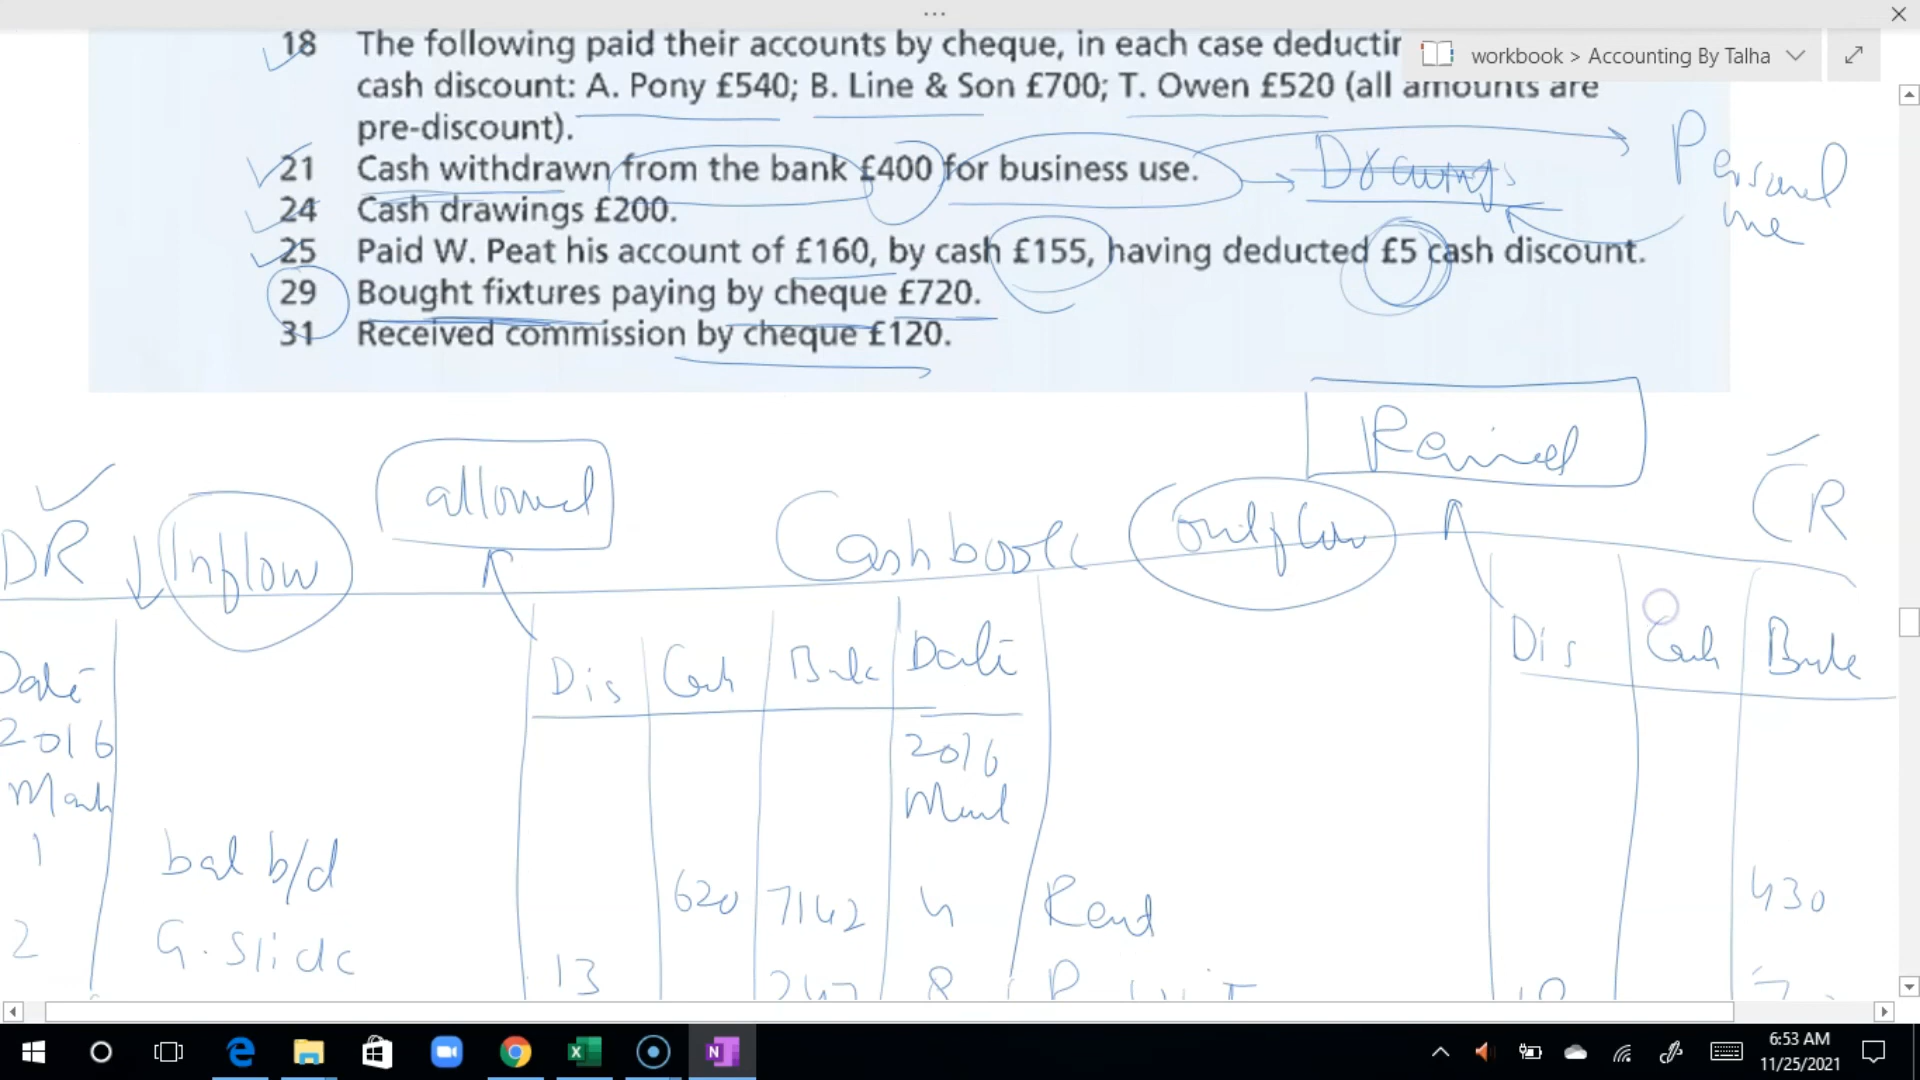 workbook > Accounting By Talha
18 The following paid their accounts by cheque, in each case deductin
cash discount: A. Pony £540; B. Line & Son £700; T. Owen £520 (all amounts are
pre-discount).
21 Cash withdrawn from the bank £400 for business use.
24 Cash drawings £200.
25 Paid W. Peat his account of £160, by cash £155, having deducted £5 cash discount.
29 Bought fixtures paying by cheque £720.
31 Received commission by cheque £120.
Drawings
Personal
use
allowed
Received
DR Inflow Cashbook outflow CR
Date Dis Cash Bank Date Dis Cash Bank
2016 2016
March March
1 bal b/d 620 7142 4 Rent 430
2 G. Slick 13 247 8 P
6:53 AM
11/25/2021